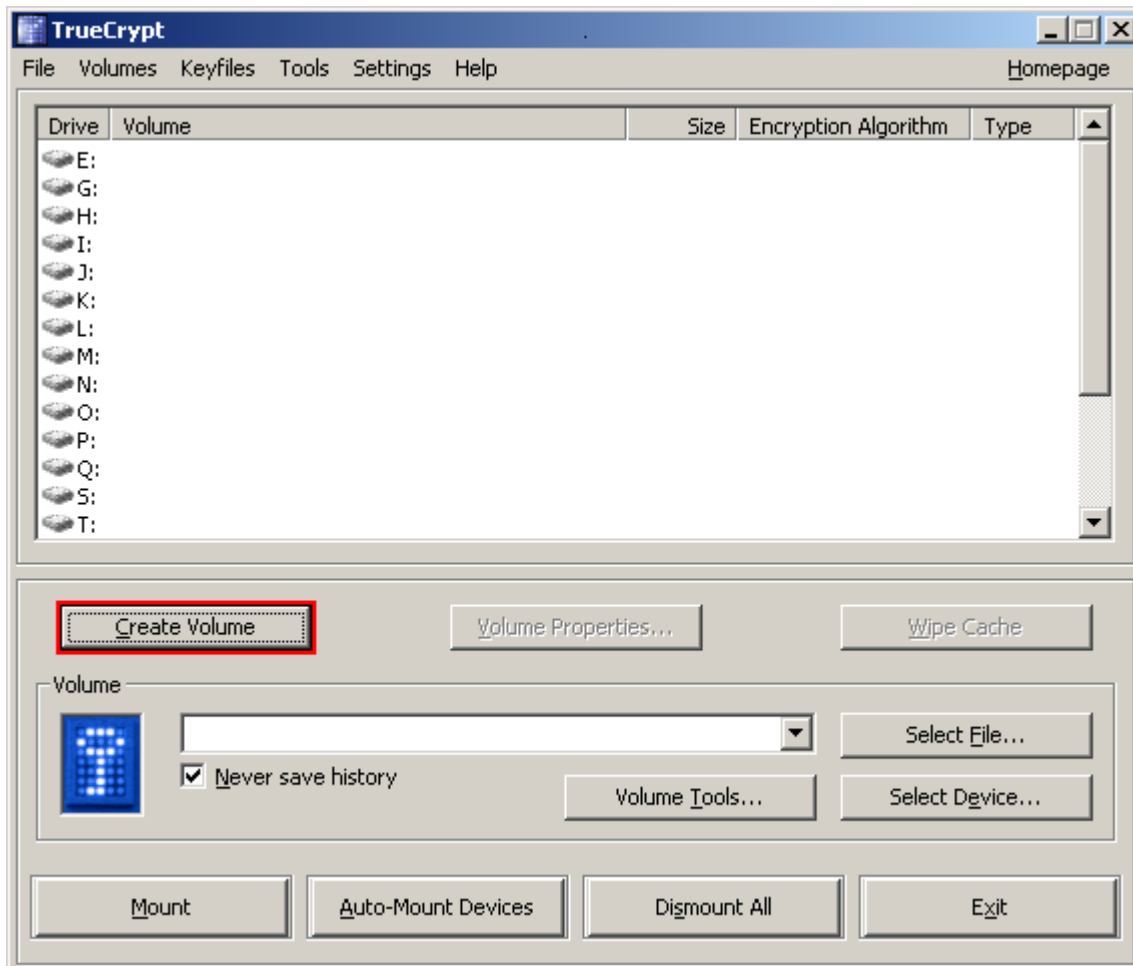 TrueCrypt
File Volumes Keyfiles Tools Settings Help Homepage
Drive Volume Size Encryption Algorithm Type
E:
G:
H:
I:
J:
K:
L:
M:
N:
O:
P:
Q:
S:
T:
Create Volume Volume Properties... Wipe Cache
Volume
Select File...
Never save history
Volume Tools... Select Device...
Mount Auto-Mount Devices Dismount All Exit